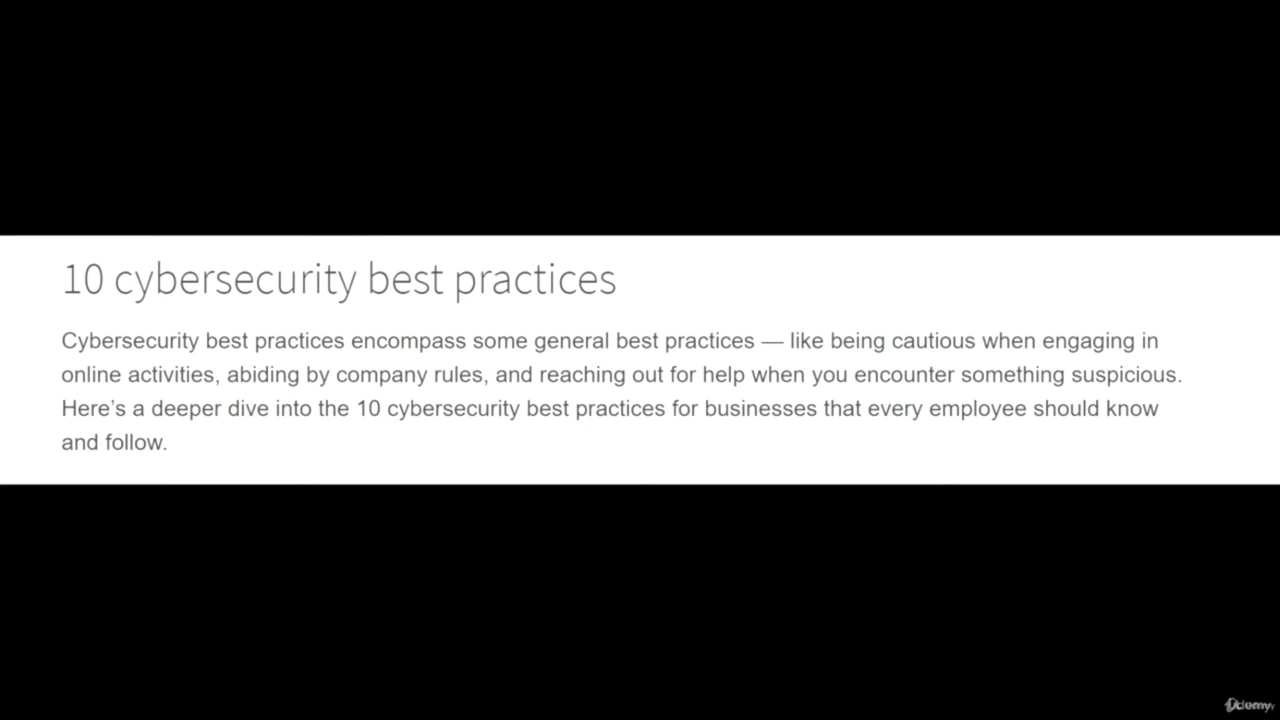 10 cybersecurity best practices
Cybersecurity best practices encompass some general best practices — like being cautious when engaging in
online activities, abiding by company rules, and reaching out for help when you encounter something suspicious.
Here’s a deeper dive into the 10 cybersecurity best practices for businesses that every employee should know
and follow.
Udemy